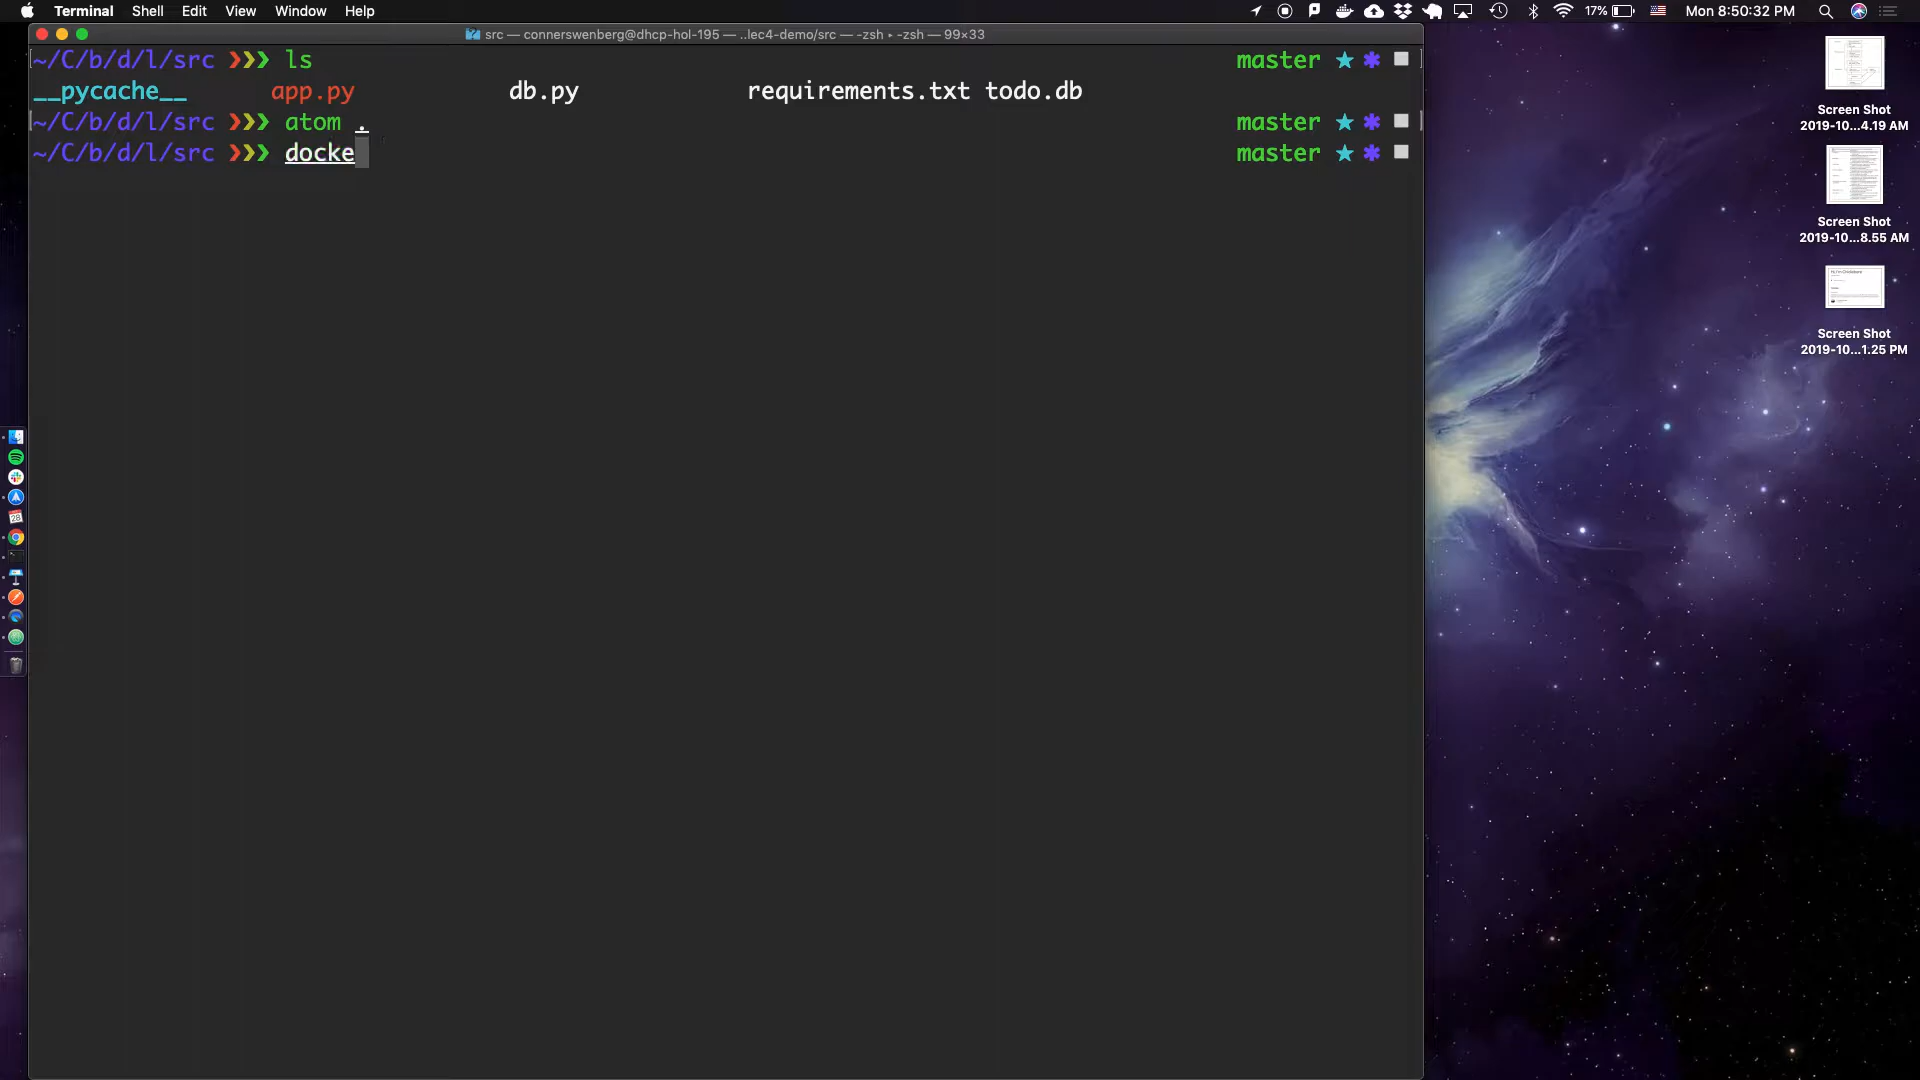 Terminal Shell Edit View Window Help 17% Mon 8:50:32 PM
src — connerswenberg@dhcp-hol-195 — ..lec4-demo/src — -zsh ▸ -zsh — 99×33
~/C/b/d/l/src ❯❯❯ ls master ★ ✱ ◼
__pycache__ app.py db.py requirements.txt todo.db
~/C/b/d/l/src ❯❯❯ atom . master ★ ✱ ◼
~/C/b/d/l/src ❯❯❯ docke master ★ ✱ ◼
Screen Shot
2019-10...4.19 AM
Screen Shot
2019-10...8.55 AM
Screen Shot
2019-10...1.25 PM
28